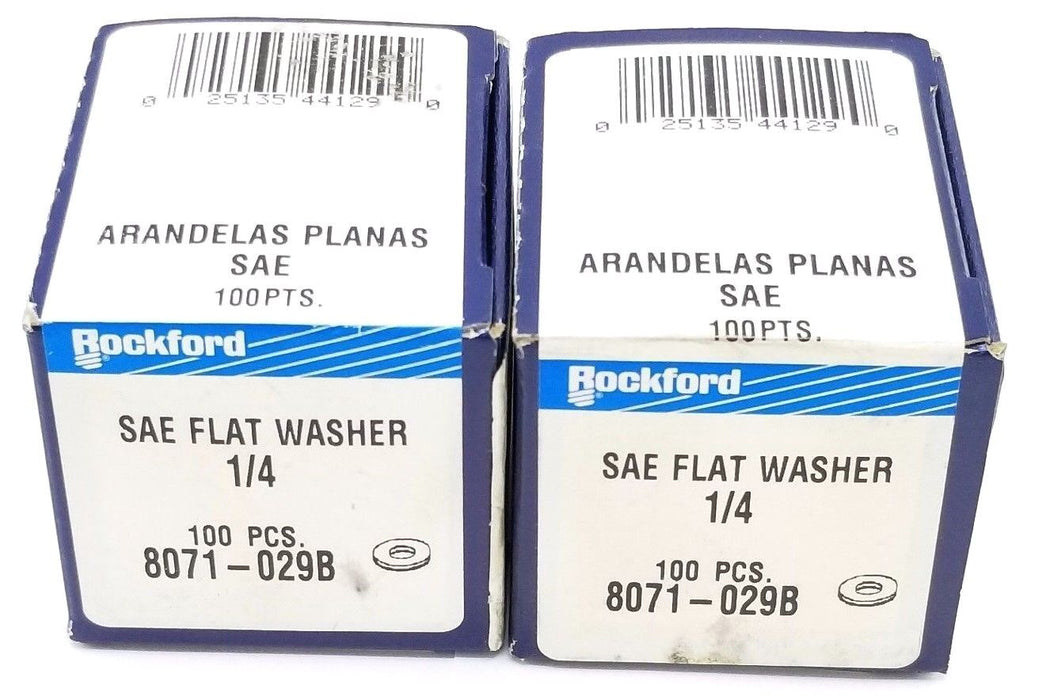 0 25135 44129 0
ARANDELAS PLANAS
SAE
100PTS.
Rockford
SAE FLAT WASHER
1/4
100 PCS.
8071-029B
0 25135 44129 0
ARANDELAS PLANAS
SAE
100PTS.
Rockford
SAE FLAT WASHER
1/4
100 PCS.
8071-029B